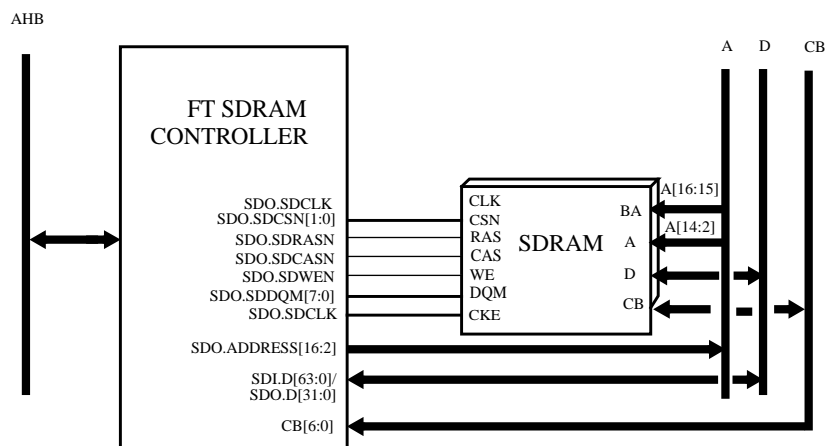 AHB
A D CB
FT SDRAM
CONTROLLER
SDO.SDCLK
SDO.SDCSN[1:0]
SDO.SDRASN
SDO.SDCASN
SDO.SDWEN
SDO.SDDQM[7:0]
SDO.SDCLK
SDO.ADDRESS[16:2]
SDI.D[63:0]/
SDO.D[31:0]
CB[6:0]
CLK
CSN
RAS
CAS
WE
DQM
CKE
SDRAM
BA
A
D
CB
A[16:15]
A[14:2]